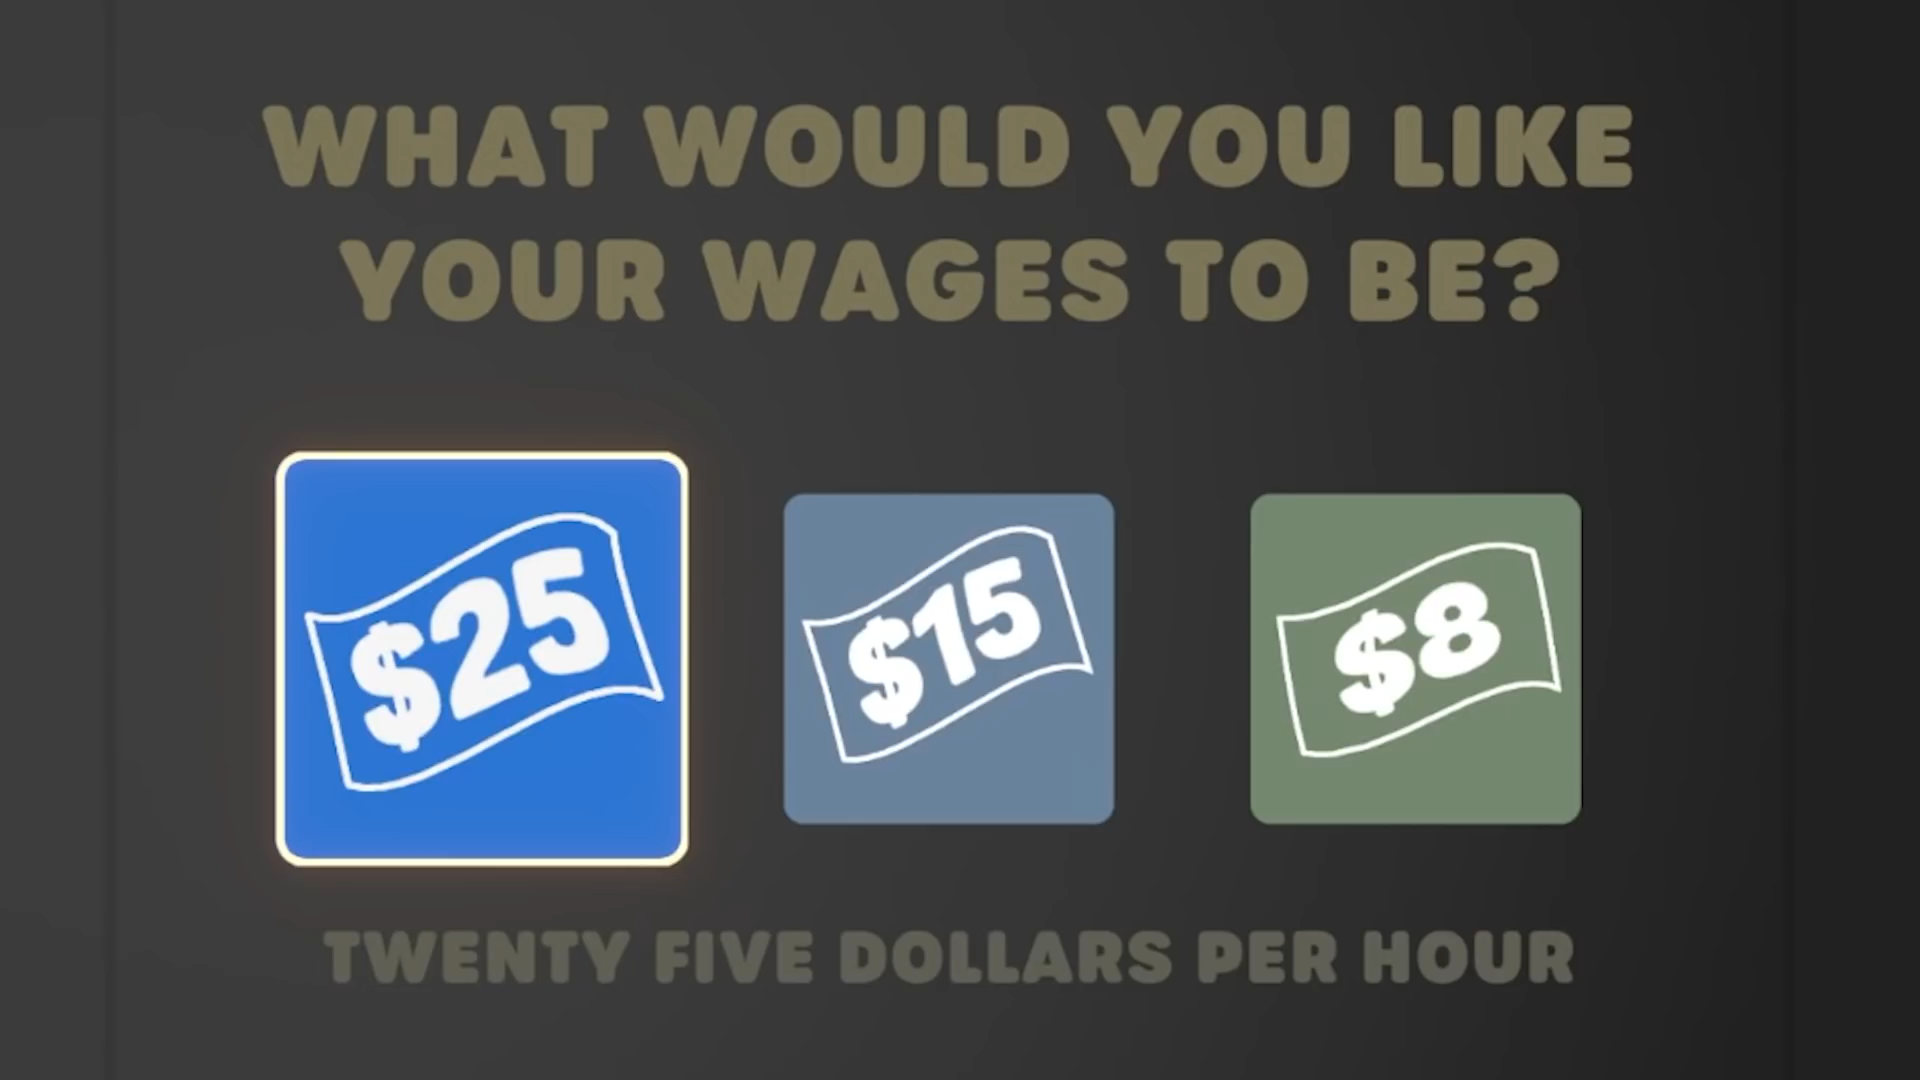 WHAT WOULD YOU LIKE
YOUR WAGES TO BE?
$25
$15
$8
TWENTY FIVE DOLLARS PER HOUR